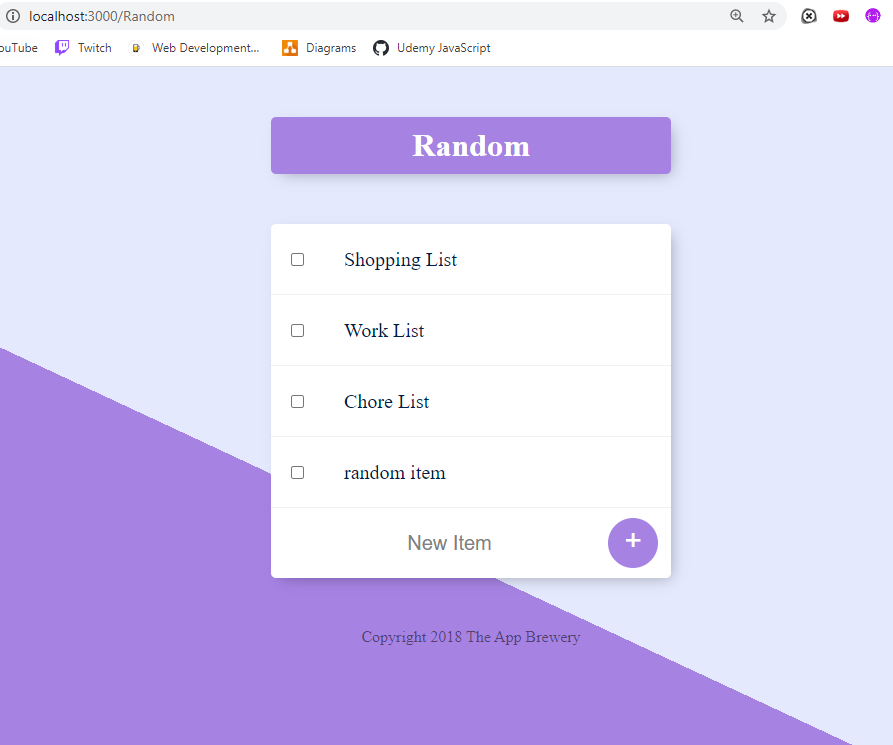 localhost:3000/Random
ouTube Twitch Web Development... Diagrams Udemy JavaScript
Random
Shopping List
Work List
Chore List
random item
New Item +
Copyright 2018 The App Brewery